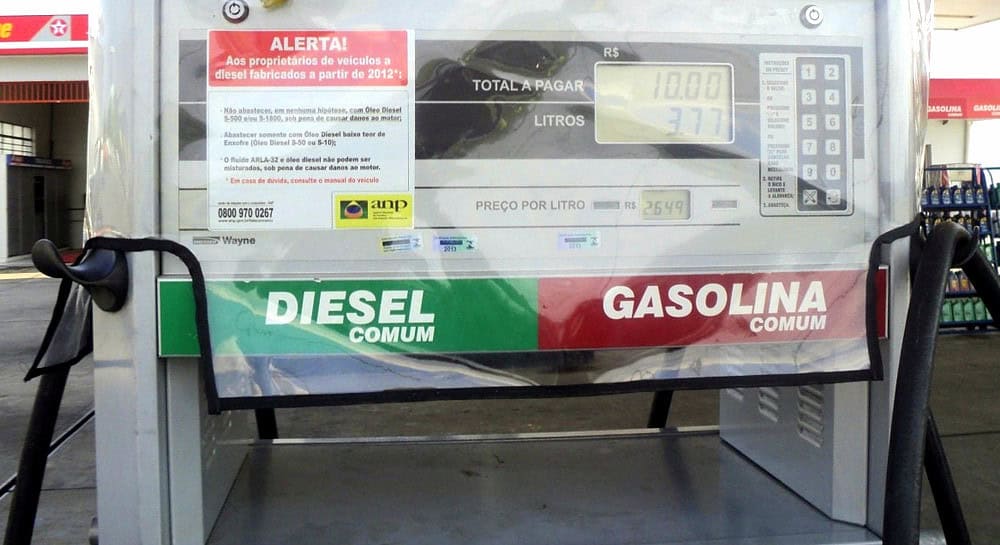 ALERTA!
Aos proprietários de veículos a
diesel fabricados a partir de 2012*:
- Não abastecer, em nenhuma hipótese, com Óleo Diesel
S-500 e/ou S-1800, sob pena de causar danos ao motor;
- Abastecer somente com Óleo Diesel baixo teor de
Enxofre (Óleo Diesel S-50 ou S-10);
* O fluído ARLA-32 e óleo diesel não podem ser
misturados, sob pena de causar danos ao motor.
* Em caso de dúvida, consulte o manual do veículo
0800 970 0267
anp
Wayne
R$
TOTAL A PAGAR 10.00
LITROS 3.77
PREÇO POR LITRO R$ 2649
1 2
3 4
5 6
7 8
9 0
2013
DIESEL
COMUM
GASOLINA
COMUM
GASOLINA
COMUM